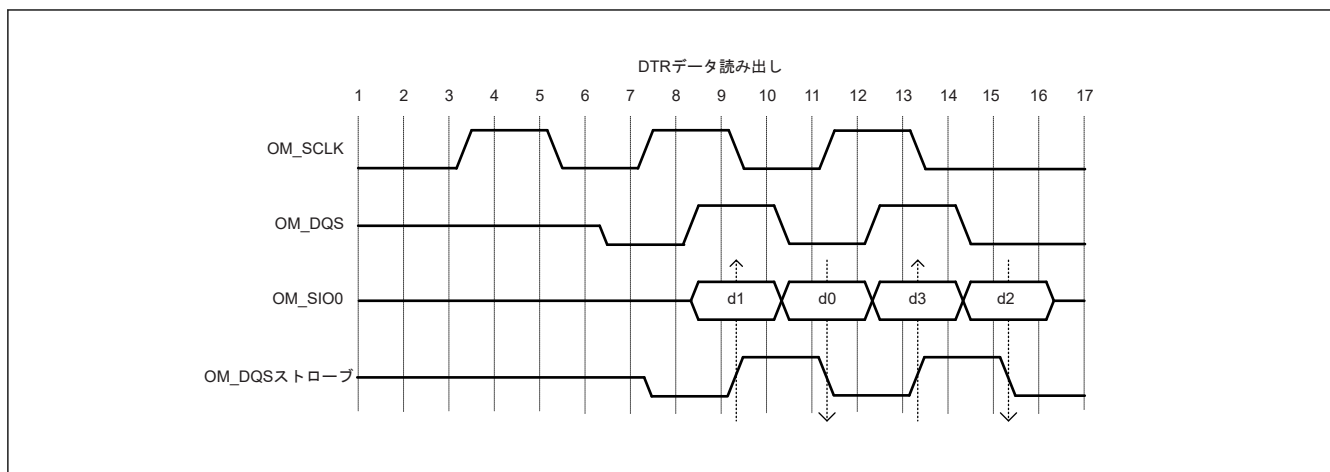 DTRデータ読み出し
1 2 3 4 5 6 7 8 9 10 11 12 13 14 15 16 17
OM_SCLK
OM_DQS
OM_SIO0
d1 d0 d3 d2
OM_DQSストローブ